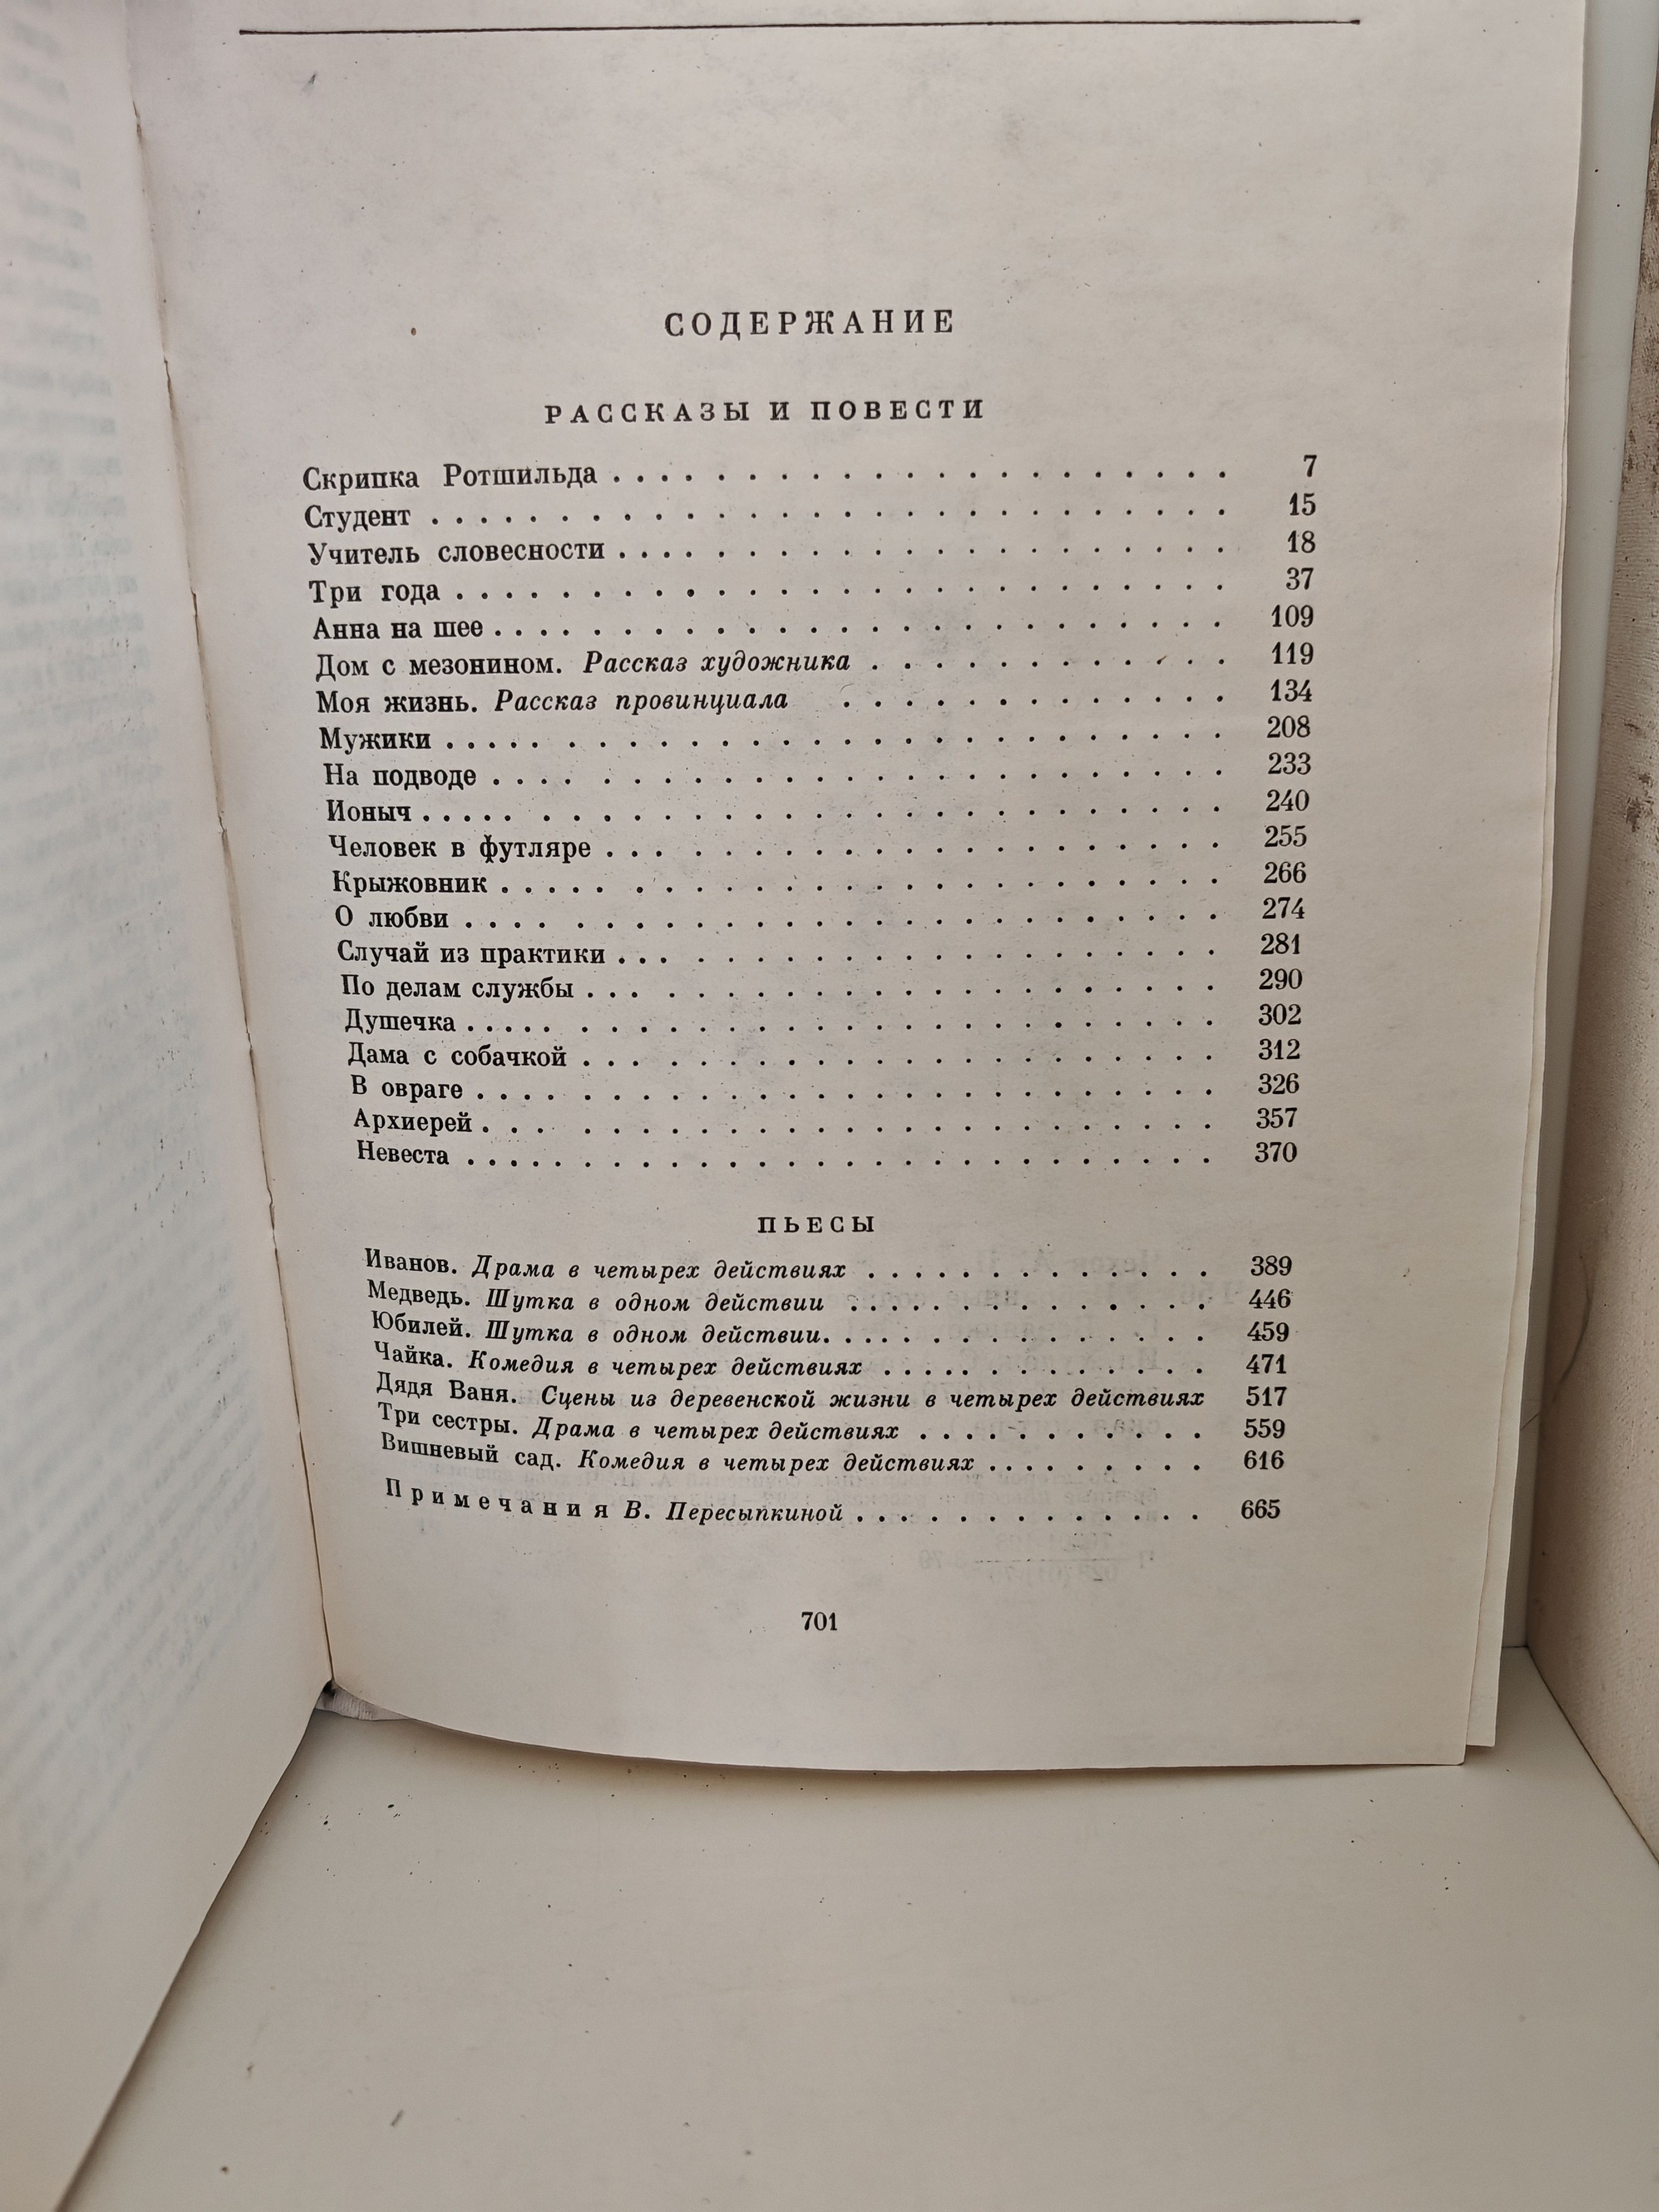 СОДЕРЖАНИЕ
РАССКАЗЫ И ПОВЕСТИ
Скрипка Ротшильда . . . . . . . . . . . . . . . . . . . . 7
Студент . . . . . . . . . . . . . . . . . . . . . . . . . 15
Учитель словесности . . . . . . . . . . . . . . . . . . . 18
Три года . . . . . . . . . . . . . . . . . . . . . . . . 37
Анна на шее . . . . . . . . . . . . . . . . . . . . . . . 109
Дом с мезонином. Рассказ художника . . . . . . . . . . . . 119
Моя жизнь. Рассказ провинциала . . . . . . . . . . . . . 134
Мужики . . . . . . . . . . . . . . . . . . . . . . . . . 208
На подводе . . . . . . . . . . . . . . . . . . . . . . . 233
Ионыч . . . . . . . . . . . . . . . . . . . . . . . . . . 240
Человек в футляре . . . . . . . . . . . . . . . . . . . . 255
Крыжовник . . . . . . . . . . . . . . . . . . . . . . . . 266
О любви . . . . . . . . . . . . . . . . . . . . . . . . . 274
Случай из практики . . . . . . . . . . . . . . . . . . . 281
По делам службы . . . . . . . . . . . . . . . . . . . . . 290
Душечка . . . . . . . . . . . . . . . . . . . . . . . . . 302
Дама с собачкой . . . . . . . . . . . . . . . . . . . . . 312
В овраге . . . . . . . . . . . . . . . . . . . . . . . . 326
Архиерей . . . . . . . . . . . . . . . . . . . . . . . . 357
Невеста . . . . . . . . . . . . . . . . . . . . . . . . . 370
ПЬЕСЫ
Иванов. Драма в четырех действиях . . . . . . . . . . . . 389
Медведь. Шутка в одном действии . . . . . . . . . . . . . 446
Юбилей. Шутка в одном действии. . . . . . . . . . . . . . 459
Чайка. Комедия в четырех действиях . . . . . . . . . . . 471
Дядя Ваня. Сцены из деревенской жизни в четырех действиях 517
Три сестры. Драма в четырех действиях . . . . . . . . . . 559
Вишневый сад. Комедия в четырех действиях . . . . . . . . 616
Примечания В. Пересыпкиной . . . . . . . . . . . . . . . 665
701